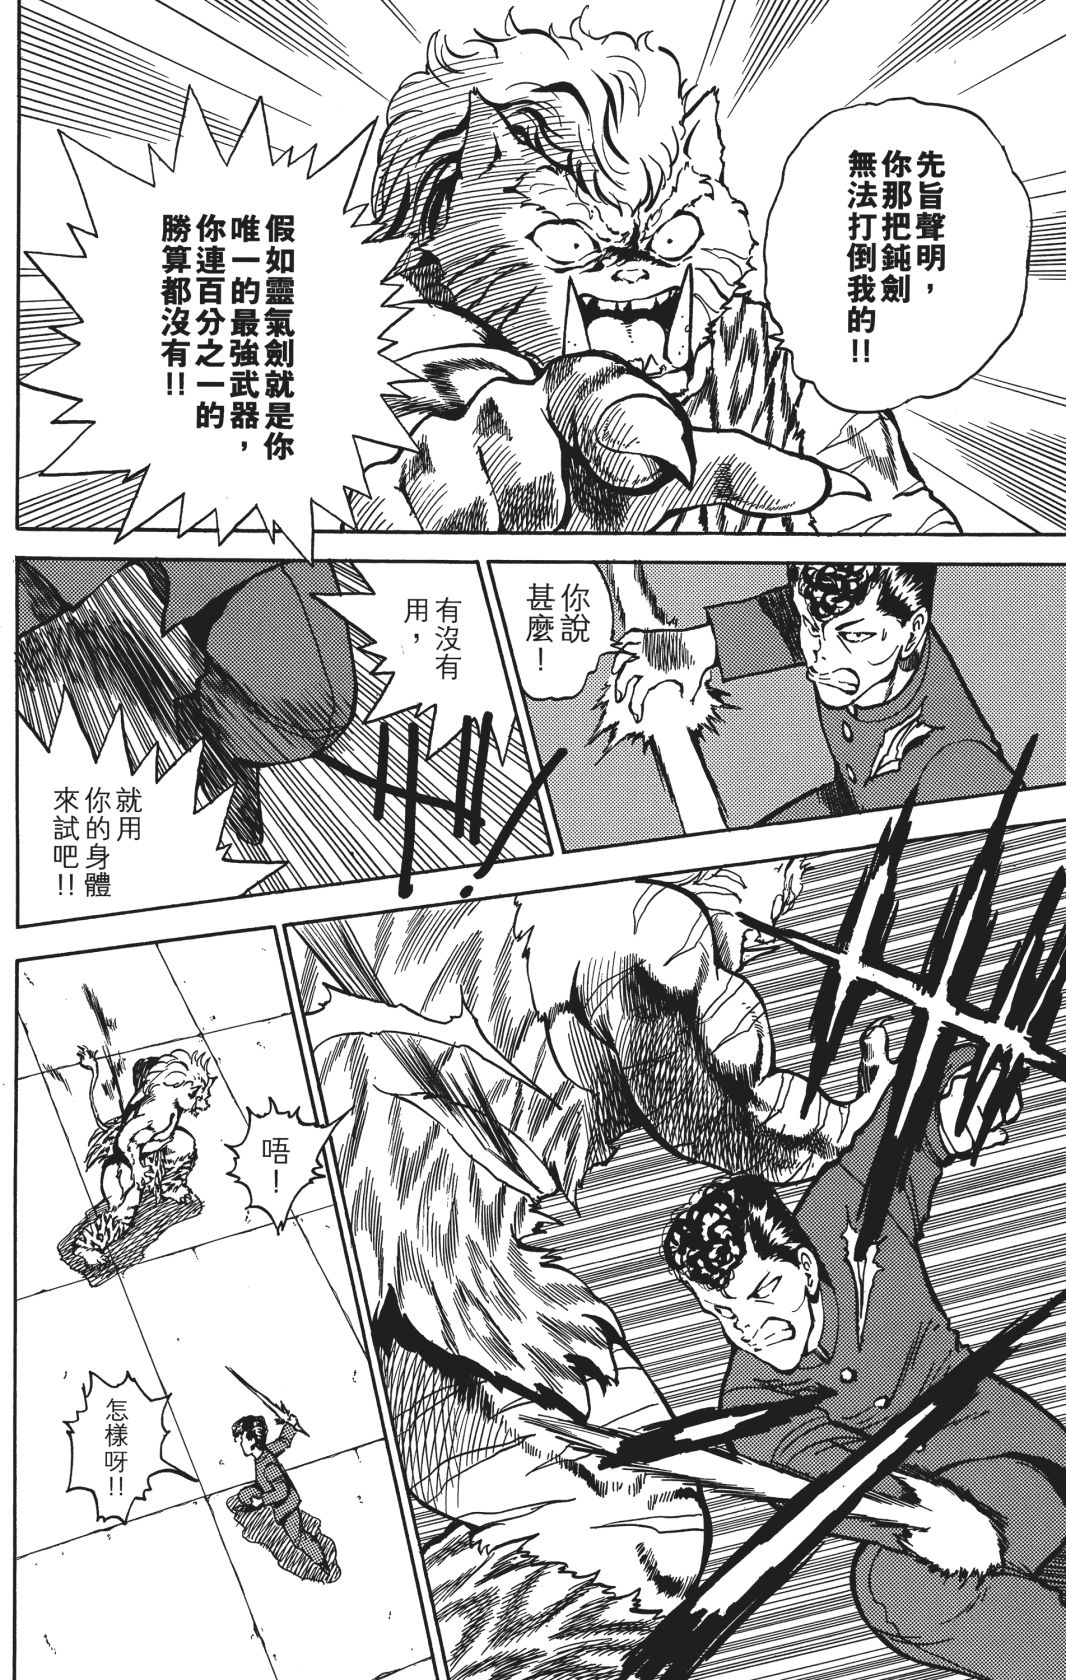 先旨聲明，
你那把鈍劍
無法打倒我的!!
假如靈氣劍就是你
唯一的最強武器，
你連百分之一的
勝算都沒有!!
你說
甚麼!
有沒有
用，
就用
你的身體
來試吧!!
唔!
怎樣呀!!